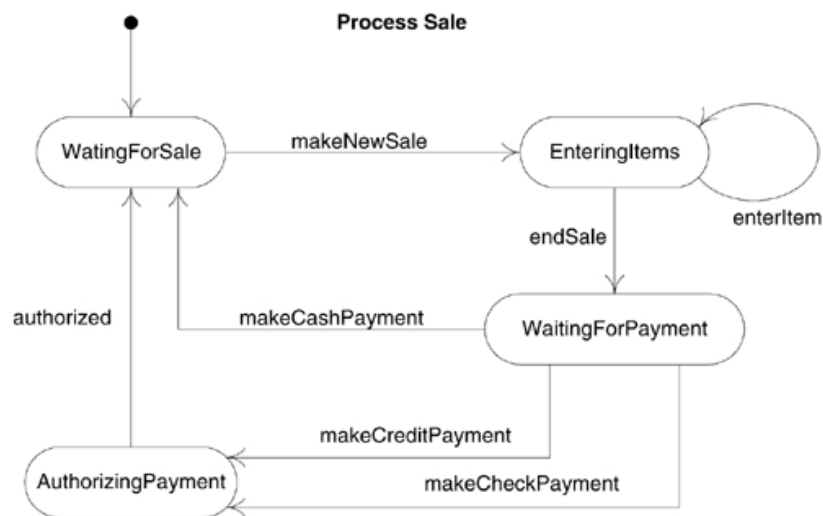 Process Sale
WatingForSale
makeNewSale
EnteringItems
enterItem
endSale
authorized
makeCashPayment
WaitingForPayment
makeCreditPayment
AuthorizingPayment
makeCheckPayment